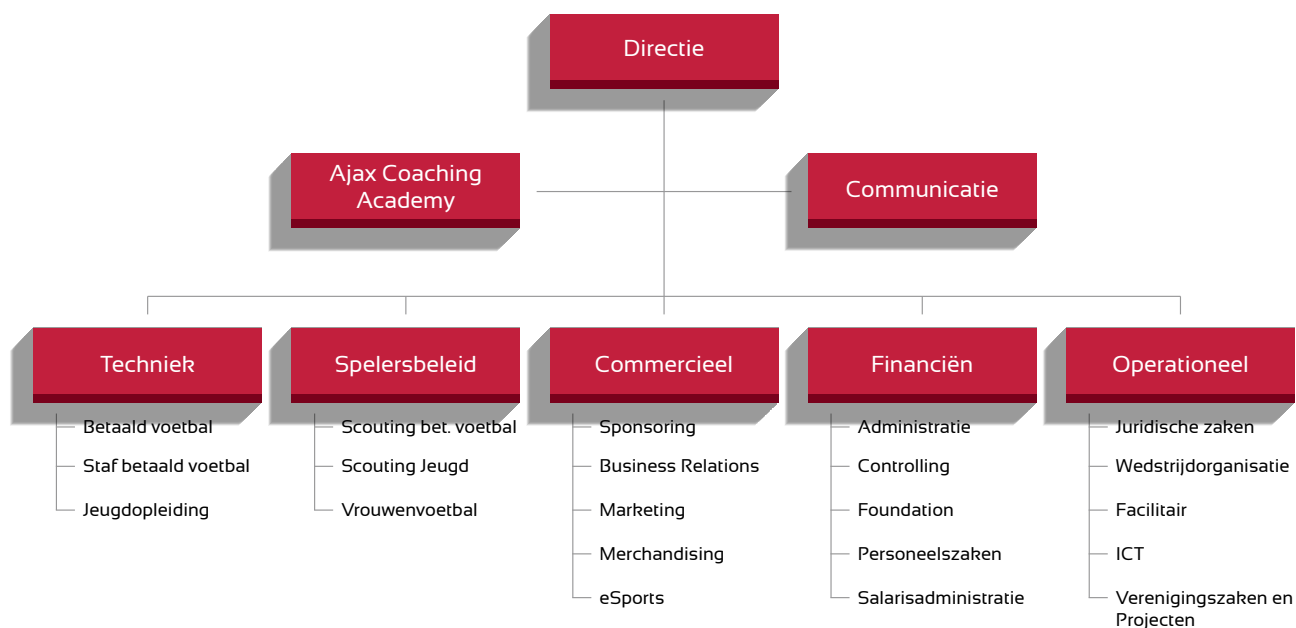 Directie
Ajax Coaching
Academy
Communicatie
Techniek
Spelersbeleid
Commercieel
Financiën
Operationeel
Betaald voetbal
Staf betaald voetbal
Jeugdopleiding
Scouting bet. voetbal
Scouting Jeugd
Vrouwenvoetbal
Sponsoring
Business Relations
Marketing
Merchandising
eSports
Administratie
Controlling
Foundation
Personeelszaken
Salarisadministratie
Juridische zaken
Wedstrijdorganisatie
Facilitair
ICT
Verenigingszaken en
Projecten